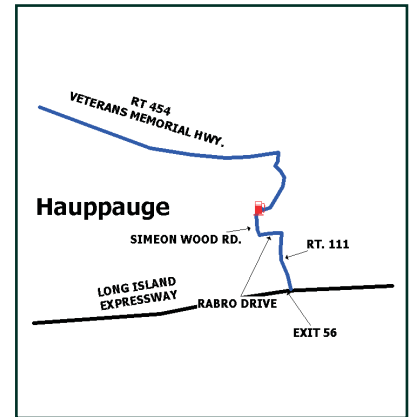 RT 454
VETERANS MEMORIAL HWY.
Hauppauge
SIMEON WOOD RD.
RT. 111
LONG ISLAND
EXPRESSWAY
RABRO DRIVE
EXIT 56